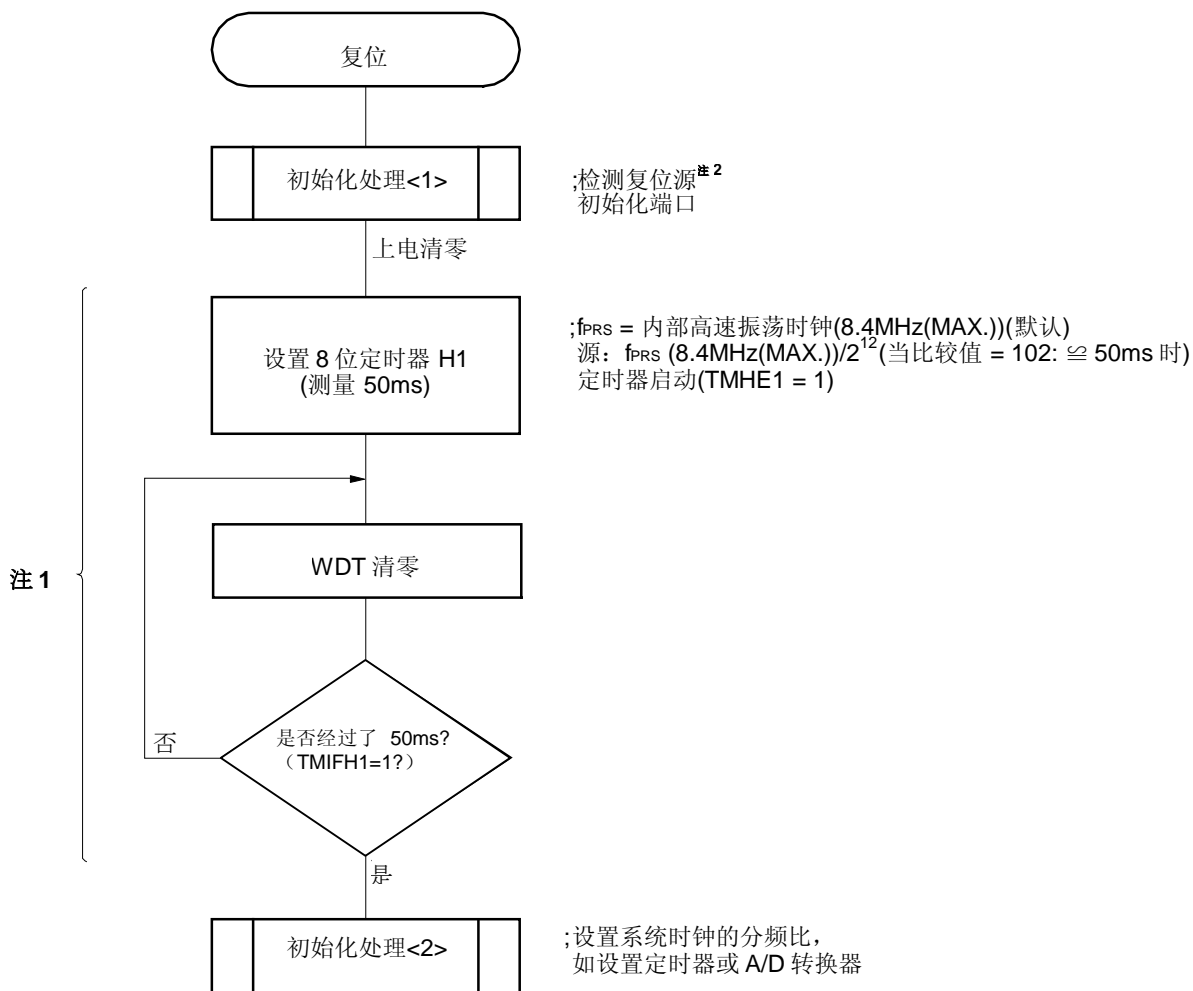 复位
初始化处理<1>
;检测复位源注 2
初始化端口
上电清零
设置 8 位定时器 H1
(测量 50ms)
;fPRS = 内部高速振荡时钟(8.4MHz(MAX.))(默认)
源：fPRS (8.4MHz(MAX.))/2^12(当比较值 = 102: ≌ 50ms 时)
定时器启动(TMHE1 = 1)
注 1
WDT 清零
是否经过了 50ms?
（TMIFH1=1?）
否
是
初始化处理<2>
;设置系统时钟的分频比，
如设置定时器或 A/D 转换器